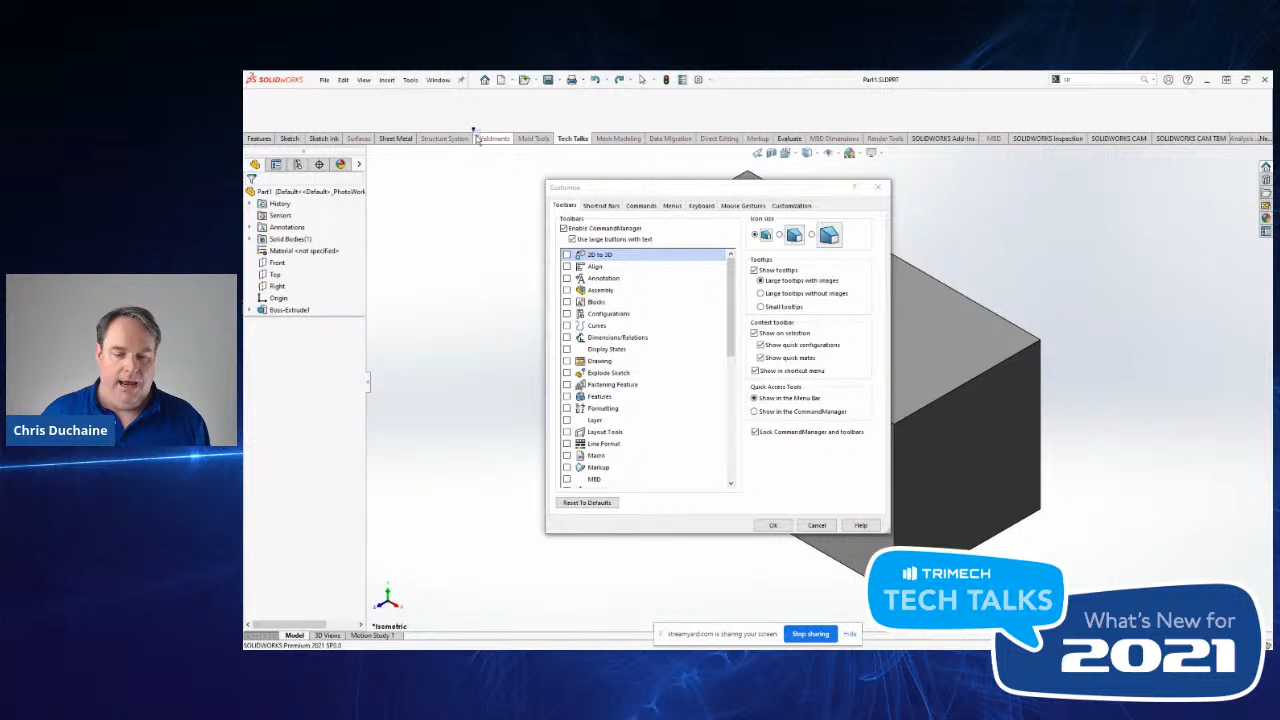 SOLIDWORKS File Edit View Insert Tools Window Part1.SLDPRT
Features Sketch Sketch Ink Surfaces Sheet Metal Structure System Weldments Mold Tools Tech Talks Mesh Modeling Data Migration Direct Editing Markup Evaluate MBD Dimensions Render Tools SOLIDWORKS Add-Ins MBD SOLIDWORKS Inspection SOLIDWORKS CAM SOLIDWORKS CAM TBM Analysis ..Ne...
Part1 (Default<<Default>_PhotoWor
History
Sensors
Annotations
Solid Bodies(1)
Material <not specified>
Front
Top
Right
Origin
Boss-Extrude1
Customize
Toolbars Shortcut Bars Commands Menus Keyboard Mouse Gestures Customization
Toolbars
Enable CommandManager
Use large buttons with text
2D to 3D
Align
Annotation
Assembly
Blocks
Configurations
Curves
Dimensions/Relations
Display States
Drawing
Explode Sketch
Fastening Feature
Features
Formatting
Layer
Layout Tools
Line Format
Macro
Markup
MBD
Reset To Defaults
Icon size
Tooltips
Show tooltips
Large tooltips with images
Large tooltips without images
Small tooltips
Context toolbar
Show on selection
Show quick configurations
Show quick mates
Show in shortcut menu
Quick Access Tools
Show in the Menu Bar
Show in the CommandManager
Lock CommandManager and toolbars
OK Cancel Help
*Isometric
Model 3D Views Motion Study 1
SOLIDWORKS Premium 2021 SP0.0
streamyard.com is sharing your screen. Stop sharing Hide
Chris Duchaine
TRIMECH
TECH TALKS
What's New for
2021